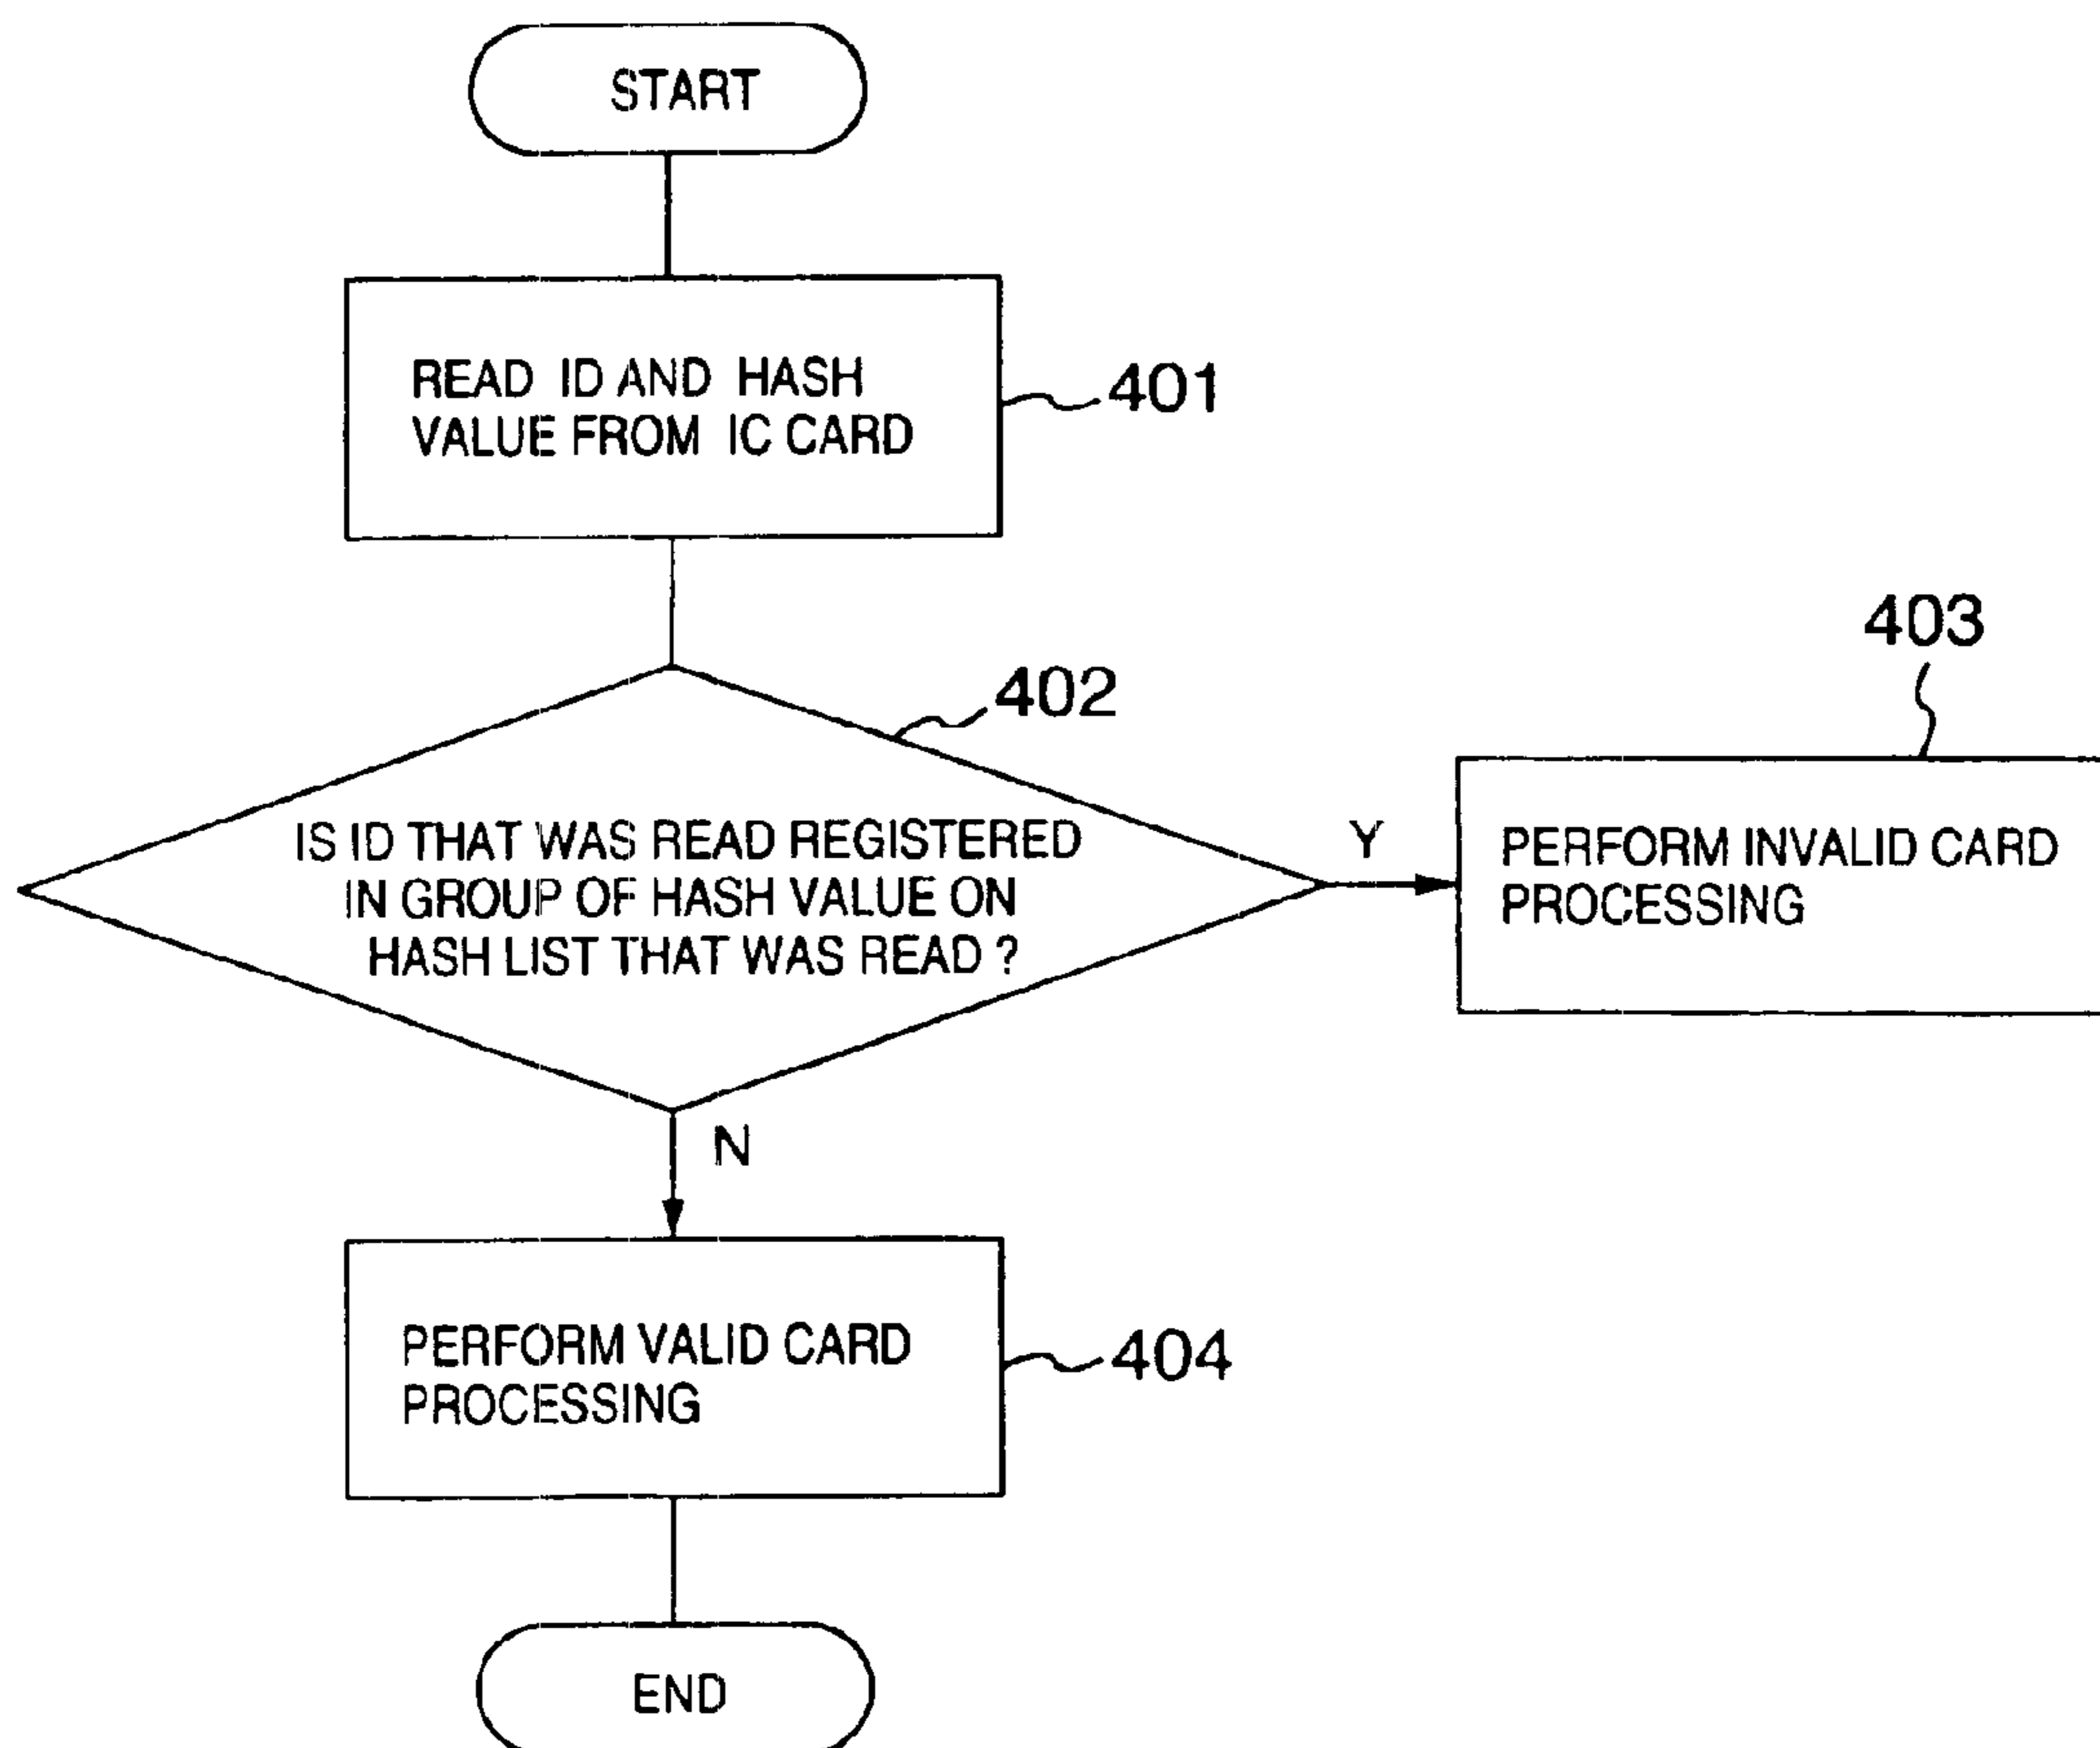 START
READ ID AND HASH
VALUE FROM IC CARD
401
402
403
IS ID THAT WAS READ REGISTERED
IN GROUP OF HASH VALUE ON
HASH LIST THAT WAS READ ?
Y
PERFORM INVALID CARD
PROCESSING
N
PERFORM VALID CARD
PROCESSING
404
END